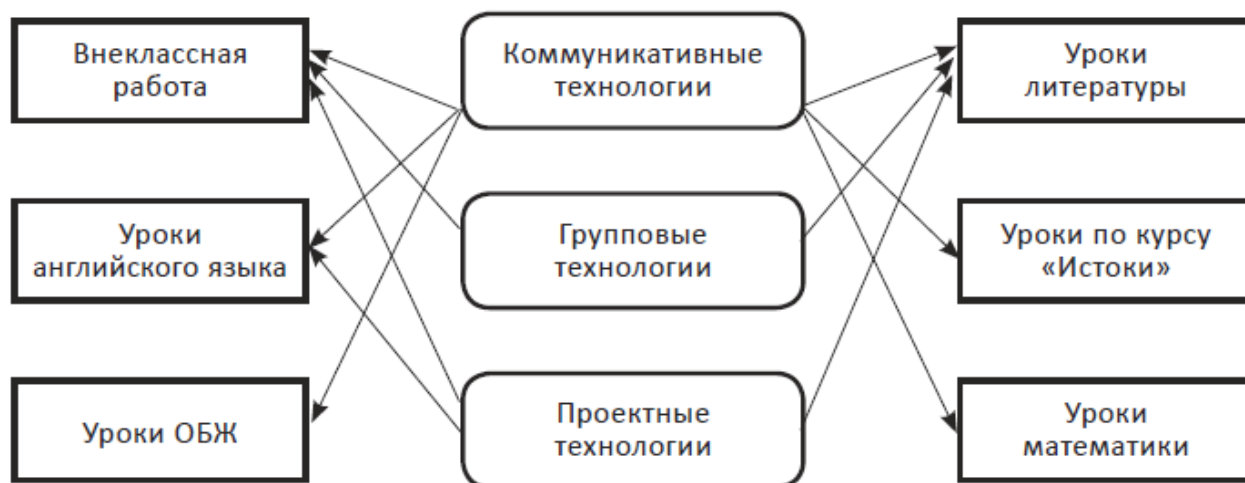 Внеклассная
работа
Коммуникативные
технологии
Уроки
литературы
Уроки
английского языка
Групповые
технологии
Уроки по курсу
«Истоки»
Уроки ОБЖ
Проектные
технологии
Уроки
математики